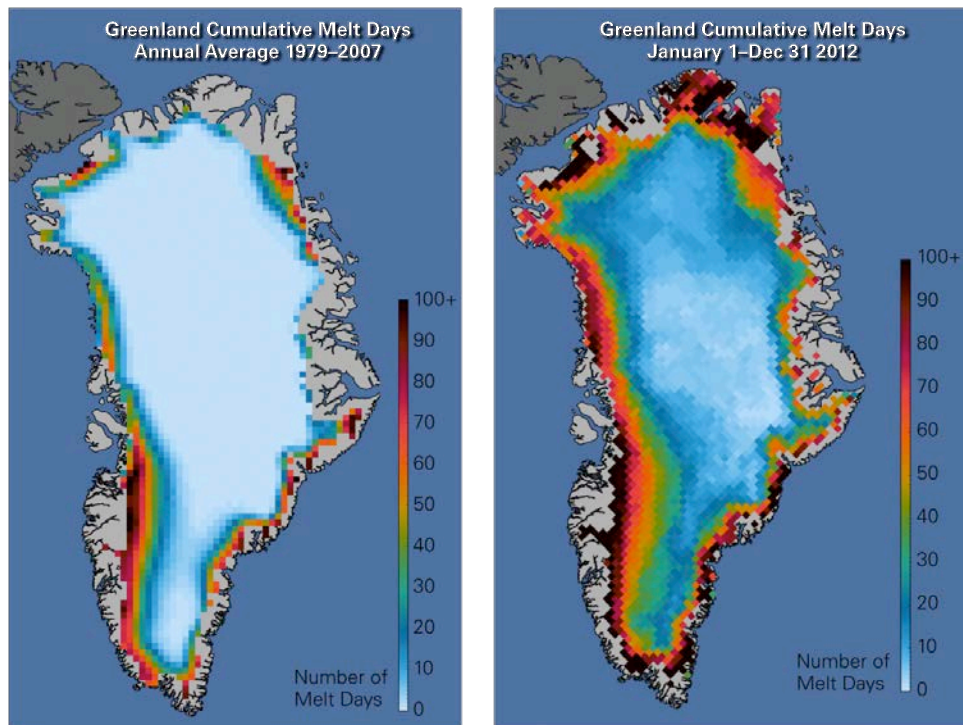 Greenland Cumulative Melt Days
Annual Average 1979–2007
100+
90
80
70
60
50
40
30
20
10
0
Number of
Melt Days
Greenland Cumulative Melt Days
January 1–Dec 31 2012
100+
90
80
70
60
50
40
30
20
10
0
Number of
Melt Days